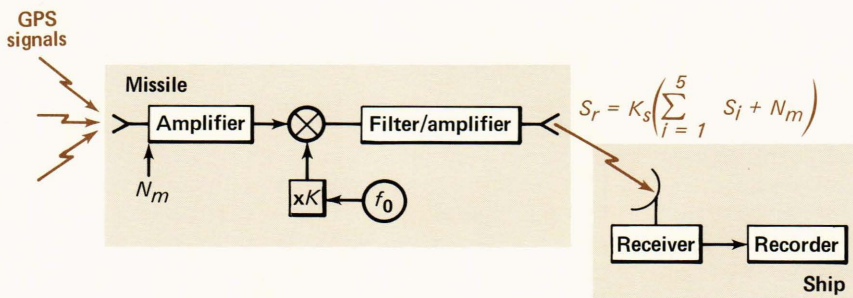 GPS
signals
Missile
Amplifier
Filter/amplifier
N_m
xK
f_0
S_r = K_s(∑_{i = 1}^{5} S_i + N_m)
Receiver
Recorder
Ship